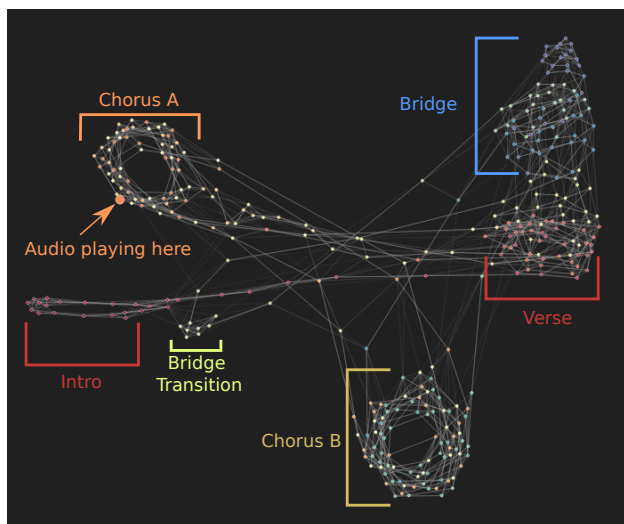 Chorus A
Bridge
Audio playing here
Verse
Intro
Bridge
Transition
Chorus B